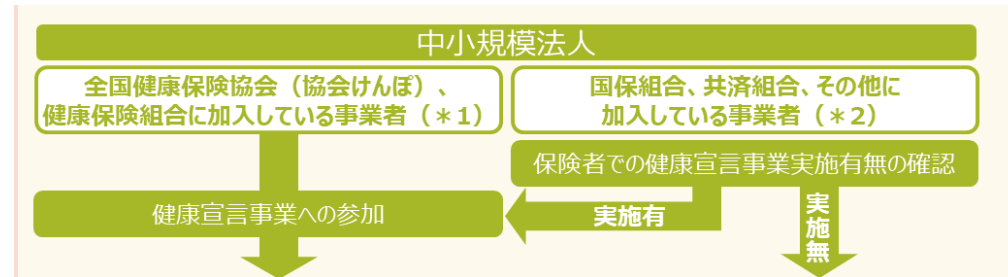 中小規模法人
全国健康保険協会（協会けんぽ）、
健康保険組合に加入している事業者（＊1）
国保組合、共済組合、その他に
加入している事業者（＊2）
保険者での健康宣言事業実施有無の確認
健康宣言事業への参加
実施有
実施無